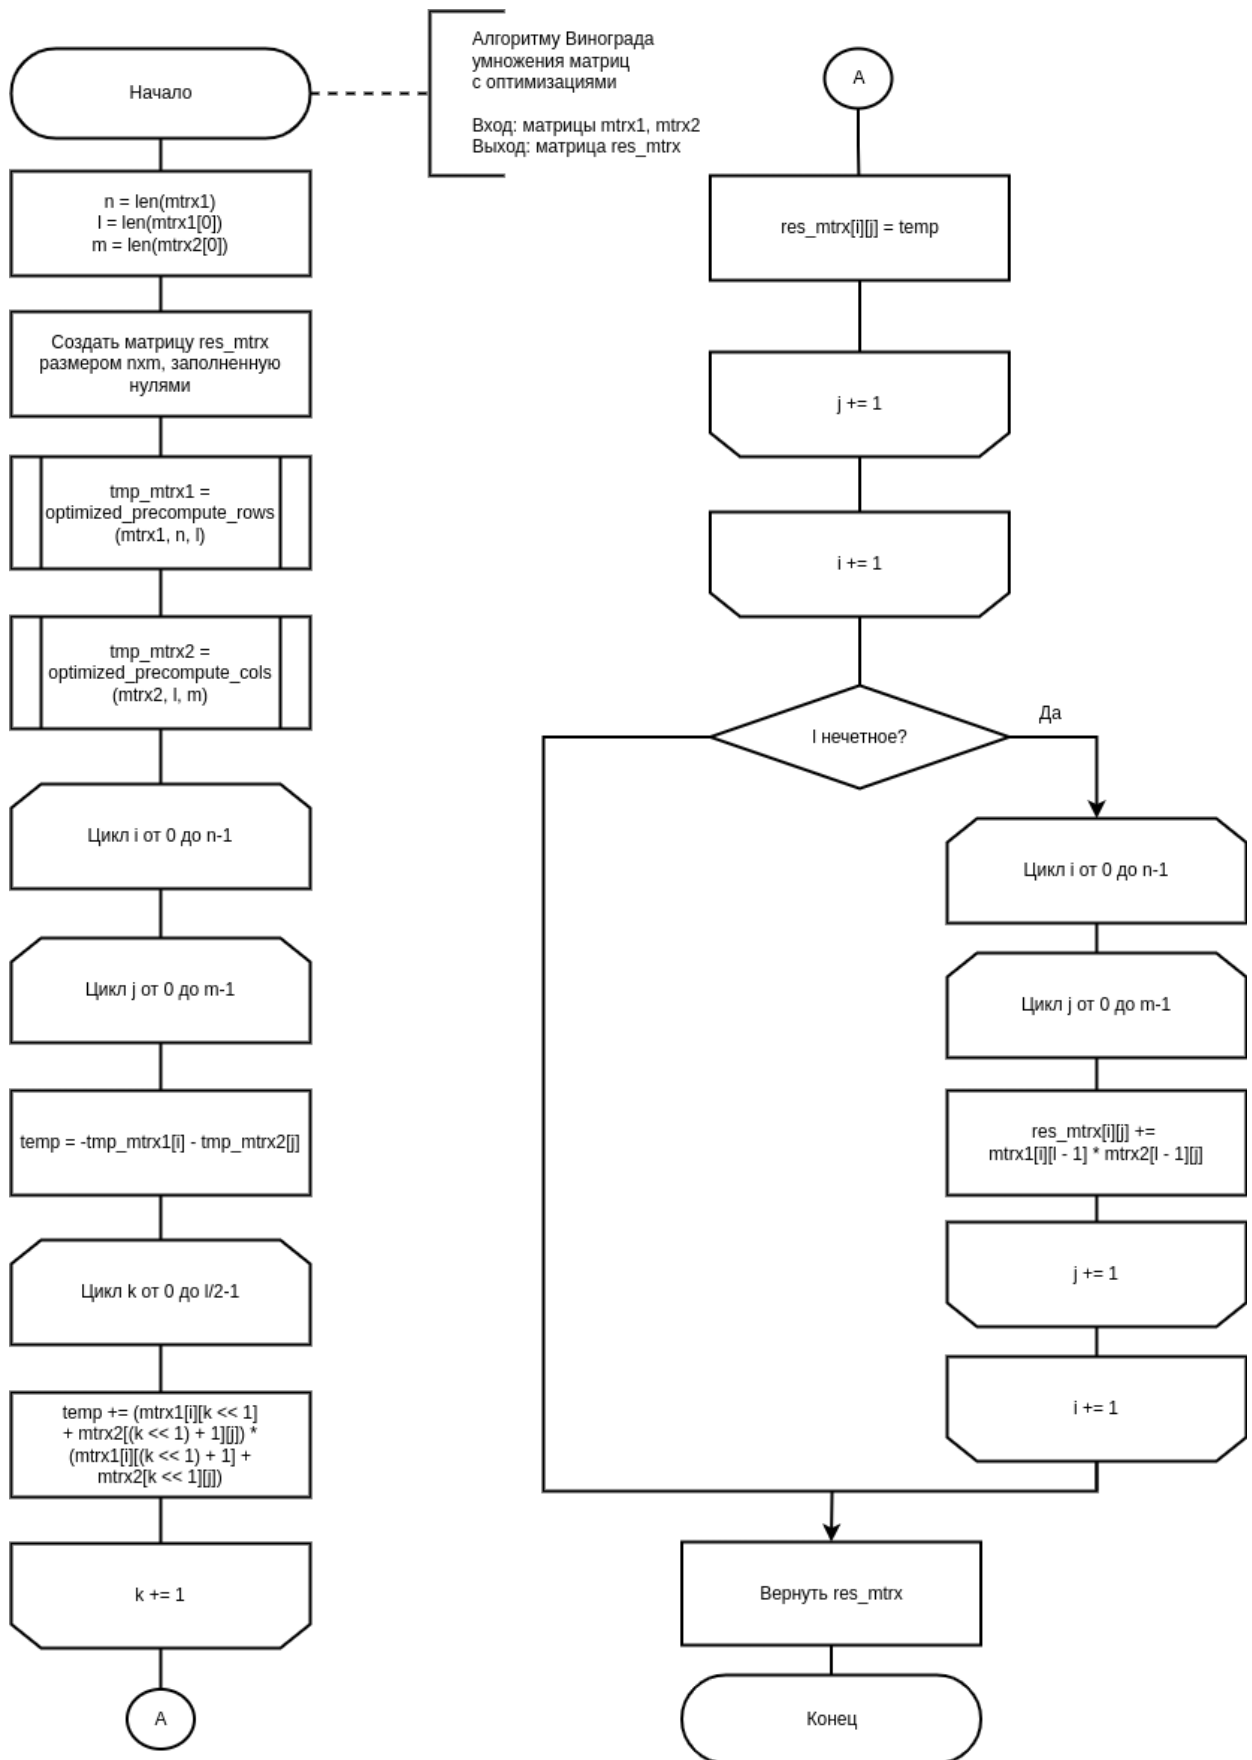 Начало
Алгоритму Винограда
умножения матриц
с оптимизациями
Вход: матрицы mtrx1, mtrx2
Выход: матрица res_mtrx
n = len(mtrx1)
l = len(mtrx1[0])
m = len(mtrx2[0])
Создать матрицу res_mtrx
размером nxm, заполненную
нулями
tmp_mtrx1 =
optimized_precompute_rows
(mtrx1, n, l)
tmp_mtrx2 =
optimized_precompute_cols
(mtrx2, l, m)
Цикл i от 0 до n-1
Цикл j от 0 до m-1
temp = -tmp_mtrx1[i] - tmp_mtrx2[j]
Цикл k от 0 до l/2-1
temp += (mtrx1[i][k << 1]
+ mtrx2[(k << 1) + 1][j]) *
(mtrx1[i][(k << 1) + 1] +
mtrx2[k << 1][j])
k += 1
A
A
res_mtrx[i][j] = temp
j += 1
i += 1
l нечетное?
Да
Цикл i от 0 до n-1
Цикл j от 0 до m-1
res_mtrx[i][j] +=
mtrx1[i][l - 1] * mtrx2[l - 1][j]
j += 1
i += 1
Вернуть res_mtrx
Конец